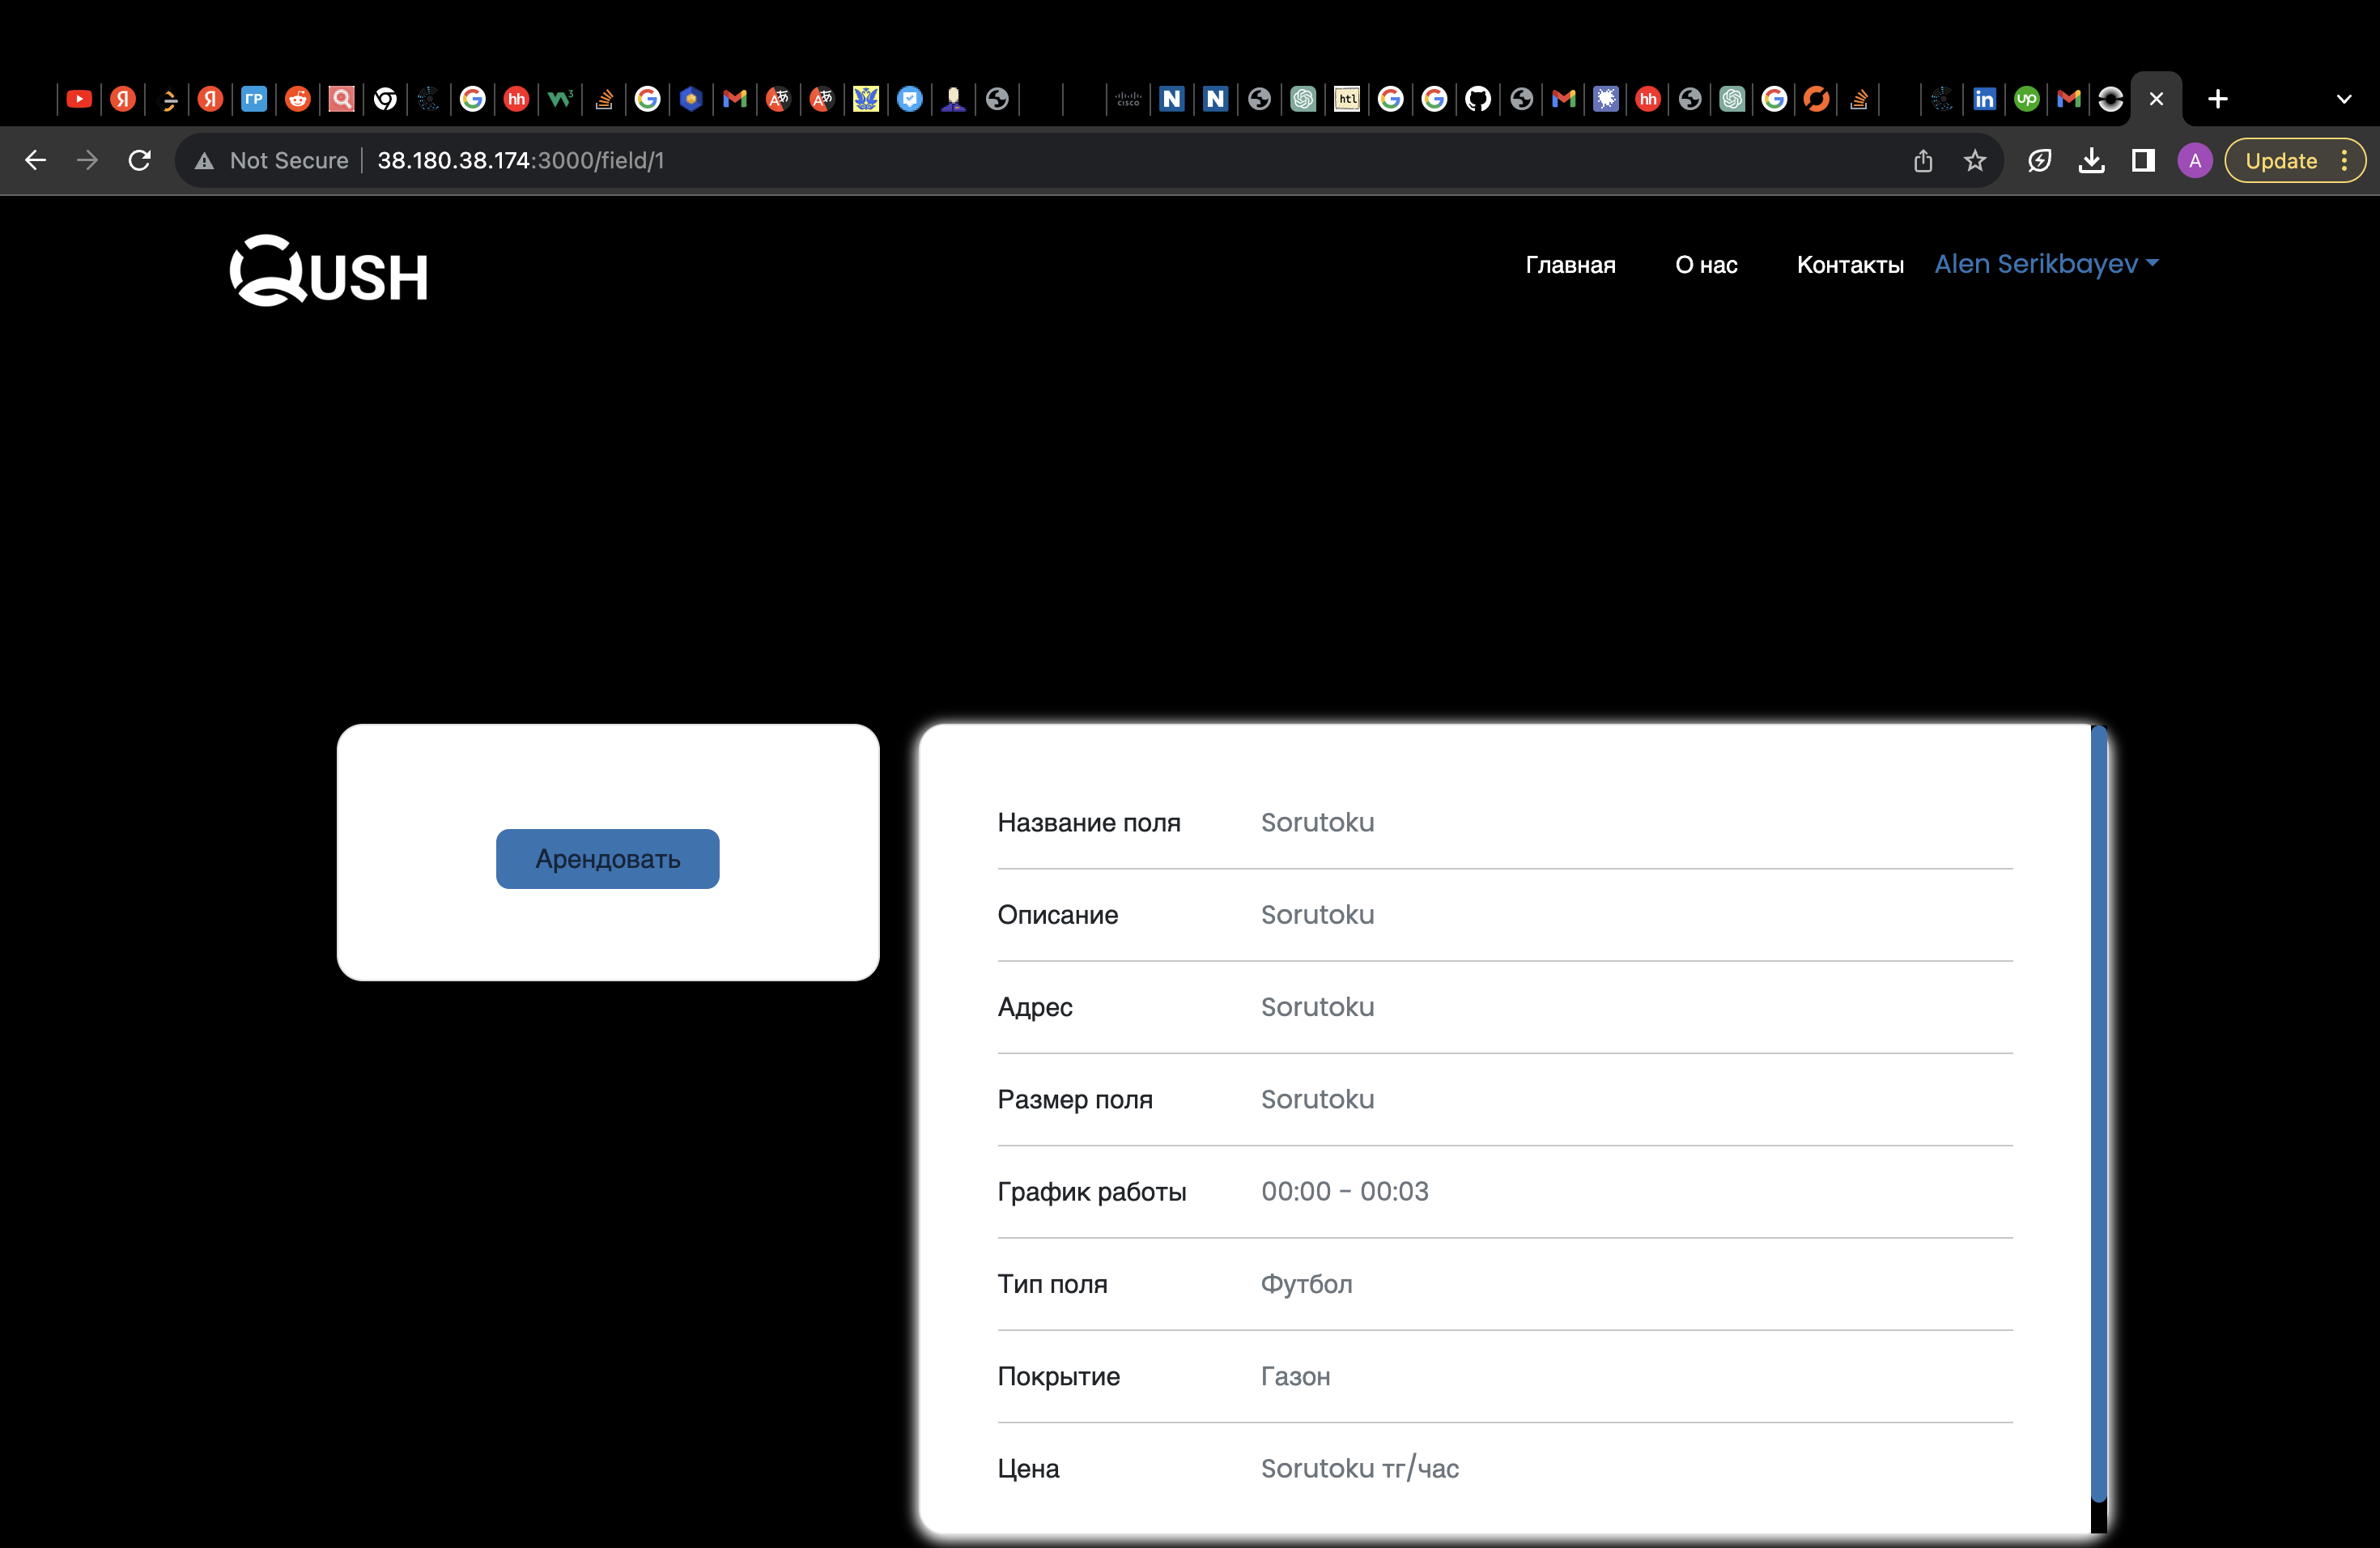 Not Secure 38.180.38.174:3000/field/1
A Update
QUSH
Главная О нас Контакты Alen Serikbayev
Арендовать
Название поля Sorutoku
Описание Sorutoku
Адрес Sorutoku
Размер поля Sorutoku
График работы 00:00 - 00:03
Тип поля Футбол
Покрытие Газон
Цена Sorutoku тг/час